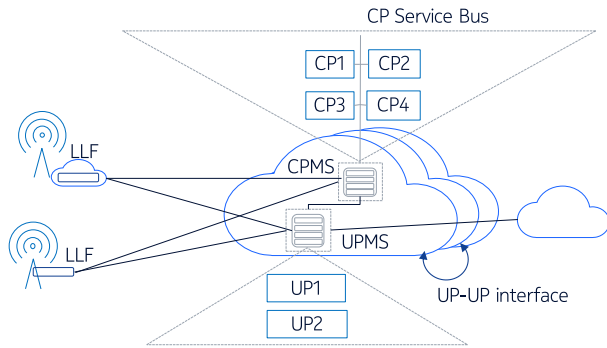 CP Service Bus
CP1 CP2
CP3 CP4
LLF
CPMS
LLF
UPMS
UP-UP interface
UP1
UP2